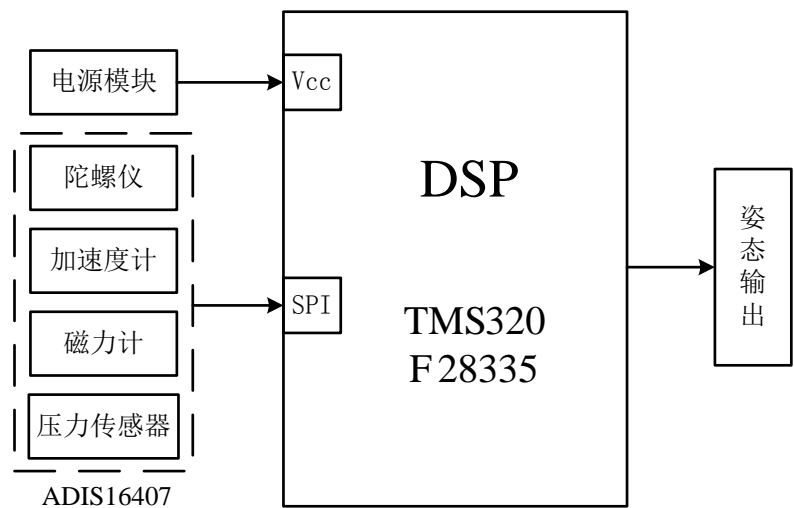 电源模块
Vcc
陀螺仪
加速度计
磁力计
压力传感器
ADIS16407
SPI
DSP
TMS320
F28335
姿态输出